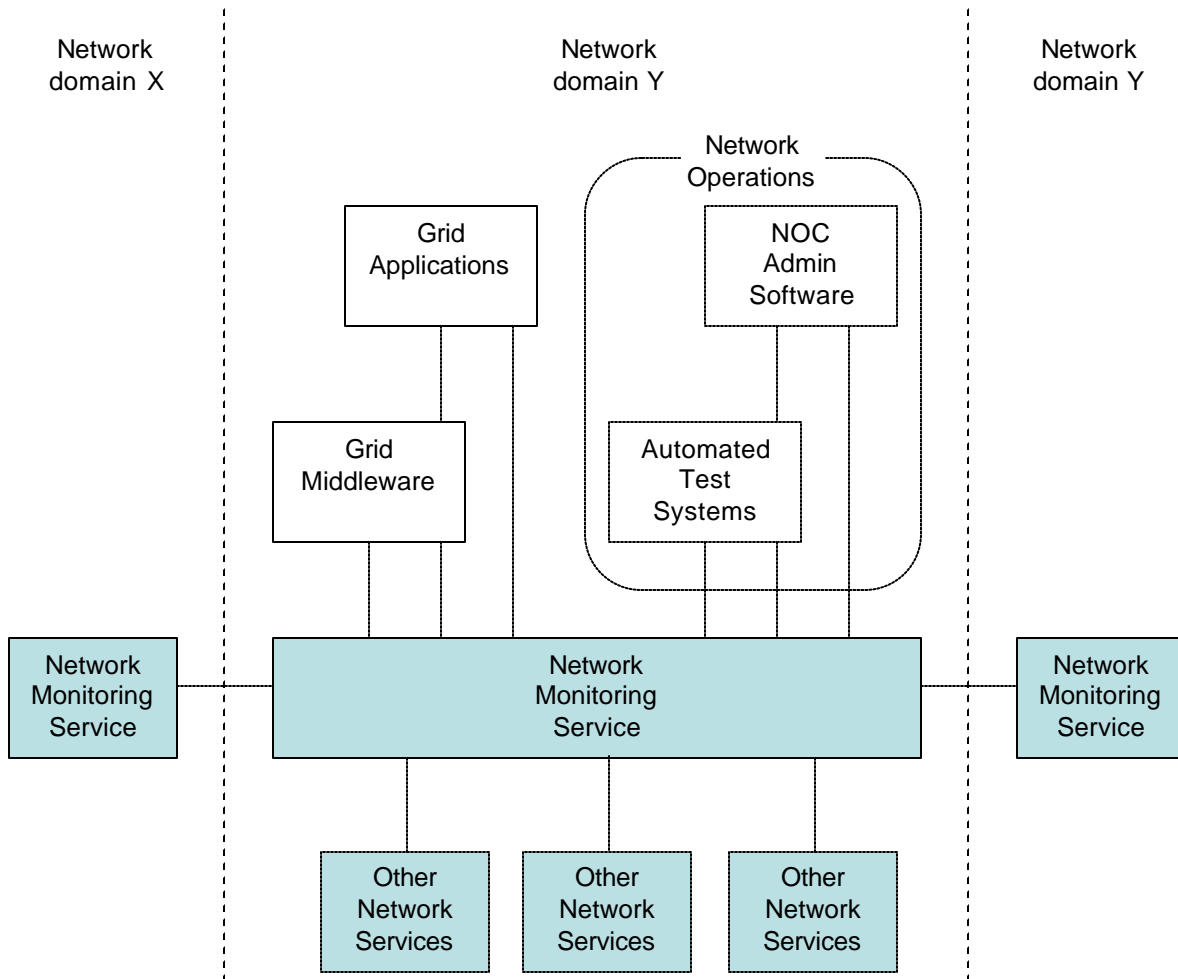 Network
domain X
Network
domain Y
Network
domain Y
Network
Operations
Grid
Applications
NOC
Admin
Software
Grid
Middleware
Automated
Test
Systems
Network
Monitoring
Service
Network
Monitoring
Service
Network
Monitoring
Service
Other
Network
Services
Other
Network
Services
Other
Network
Services